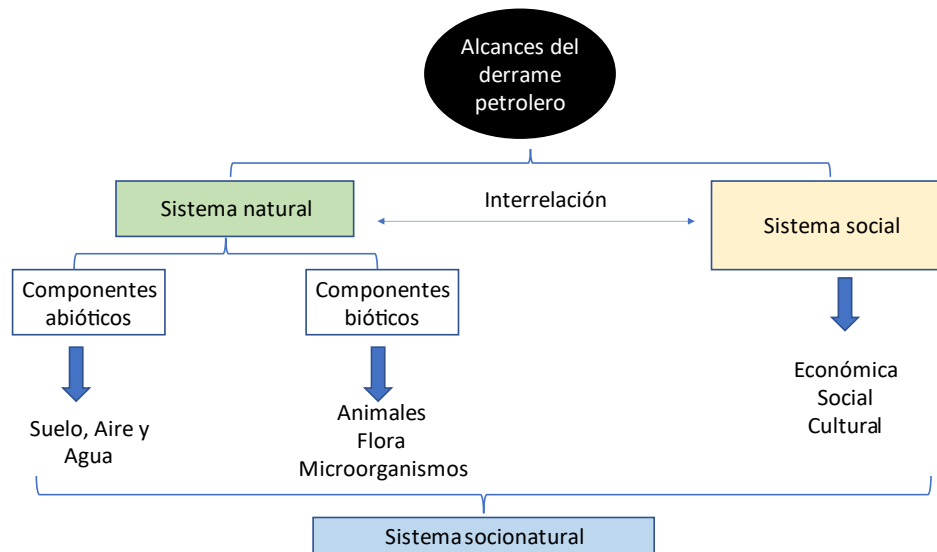 Alcances del
derrame
petrolero
Sistema natural
Interrelación
Sistema social
Componentes
abióticos
Componentes
bióticos
Suelo, Aire y
Agua
Animales
Flora
Microorganismos
Económica
Social
Cultural
Sistema socionatural